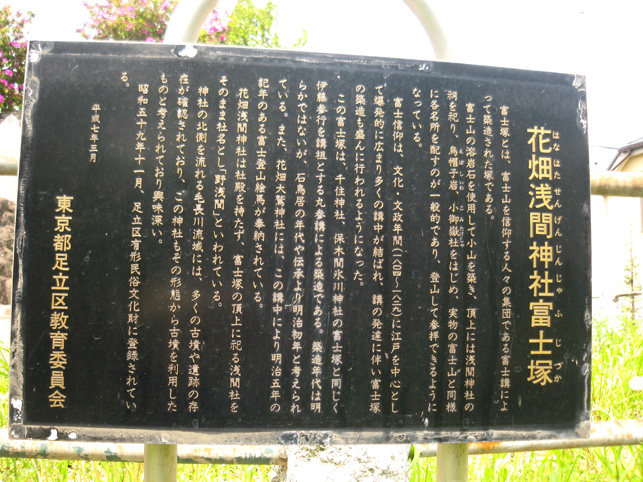 花畑浅間神社富士塚
はなはたせんげんじんじゃふじづか
富士塚とは、富士山を信仰する人々の集団である富士講によ
って築造された塚である。
富士山の溶岩石を使用して小山を築き、頂上には浅間神社の
祠を祀り、烏帽子岩、小御嶽社をはじめ、実物の富士山と同様
に各名所を配すのが一般的であり、登山して参拝できるように
なっている。
富士信仰は、文化・文政年間(一八〇四〜一八二九)に江戸を中心とし
て爆発的に広まり多くの講中が結ばれ、講の発達に伴い富士塚
の築造も盛んに行われるようになった。
この富士塚は、千住神社、保木間氷川神社の富士塚と同じく
伊藤参行を講祖とする丸参講による築造である。築造年代は明
らかではないが、石鳥居の年代や伝承より明治初年と考えられ
ている。また、花畑大鷲神社には、この講中により明治五年の
記年のある富士登山絵馬が奉納されている。
花畑浅間神社は社殿を持たず、富士塚の頂上に祀る浅間社を
そのまま社名とし「野浅間」といわれている。
神社の北側を流れる毛長川流域には、多くの古墳や遺跡の存
在が確認されており、この神社もその形態から古墳を利用した
ものと考えられており興味深い。
昭和五十九年十一月、足立区有形民俗文化財に登録されてい
る。
平成七年三月
東京都足立区教育委員会